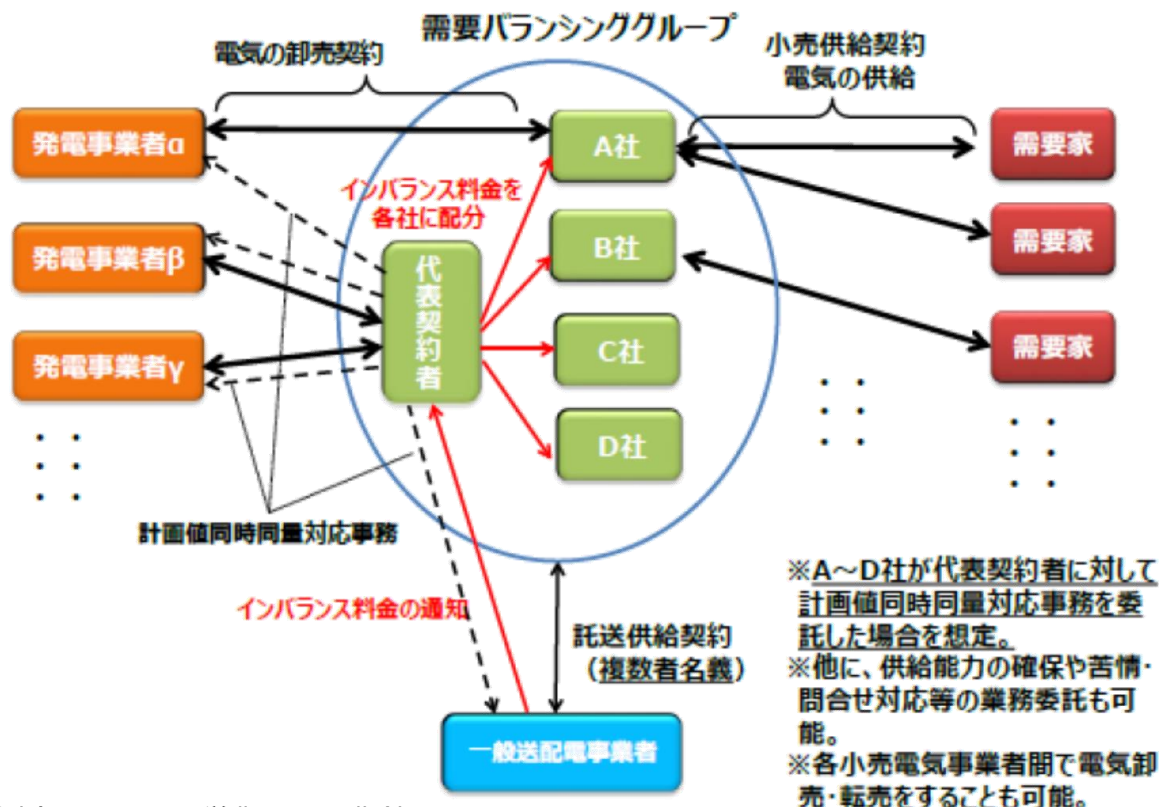 需要バランシンググループ
電気の卸売契約
小売供給契約
電気の供給
発電事業者α
A社
需要家
インバランス料金を
各社に配分
発電事業者β
代表契約者
B社
需要家
発電事業者γ
C社
需要家
D社
計画値同時同量対応事務
インバランス料金の通知
託送供給契約
（複数者名義）
一般送配電事業者
※A～D社が代表契約者に対して
計画値同時同量対応事務を委
託した場合を想定。
※他に、供給能力の確保や苦情・
問合せ対応等の業務委託も可
能。
※各小売電気事業者間で電気卸
売・転売をすることも可能。